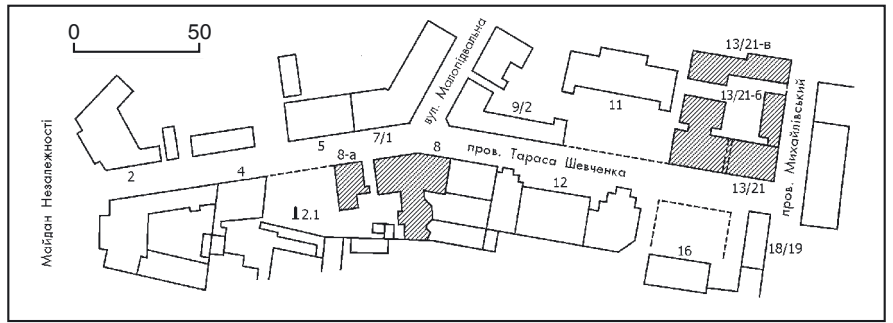 0 50
13/21-в
вул. Малопідвальна
13/21-б
9/2
11
пров. Михайлівський
Майдан Незалежності
5
7/1
8-а
8
пров. Тараса Шевченка
2
4
12
13/21
2.1
16
18/19